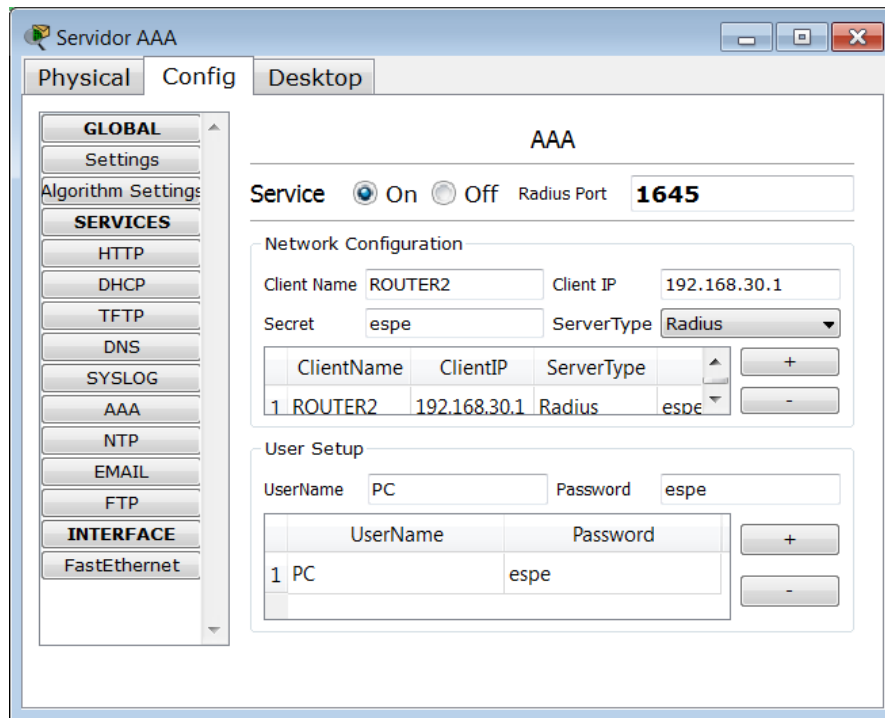 Servidor AAA
Physical Config Desktop
GLOBAL
Settings
Algorithm Settings
SERVICES
HTTP
DHCP
TFTP
DNS
SYSLOG
AAA
NTP
EMAIL
FTP
INTERFACE
FastEthernet
AAA
Service On Off Radius Port 1645
Network Configuration
Client Name ROUTER2 Client IP 192.168.30.1
Secret espe ServerType Radius
ClientName ClientIP ServerType
1 ROUTER2 192.168.30.1 Radius espe
+
-
User Setup
UserName PC Password espe
UserName Password
1 PC espe
+
-